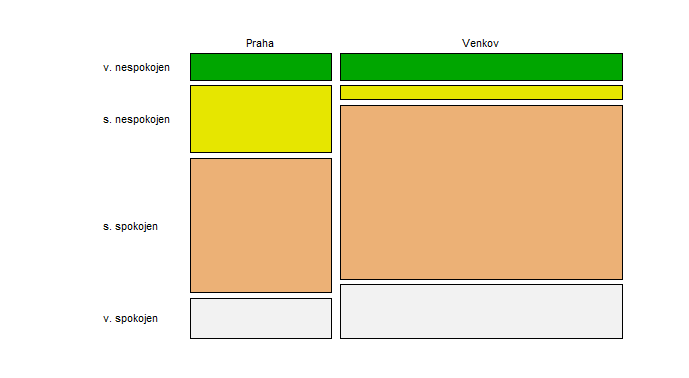 Praha
Venkov
v. nespokojen
s. nespokojen
s. spokojen
v. spokojen